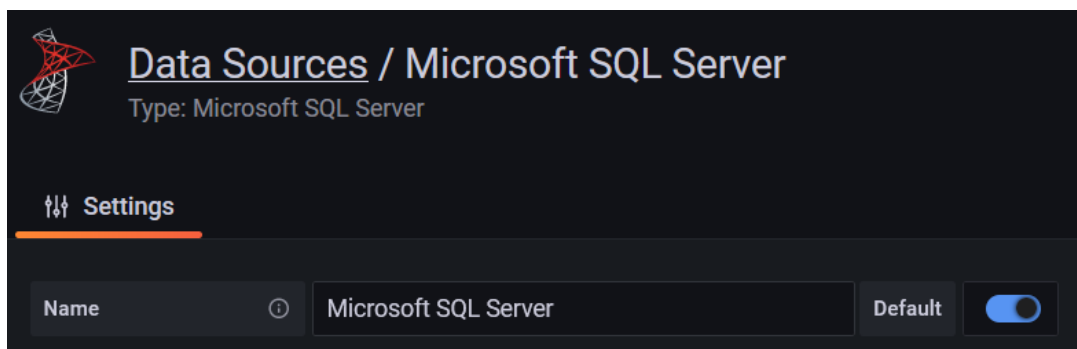 Data Sources / Microsoft SQL Server
Type: Microsoft SQL Server
Settings
Name Microsoft SQL Server Default